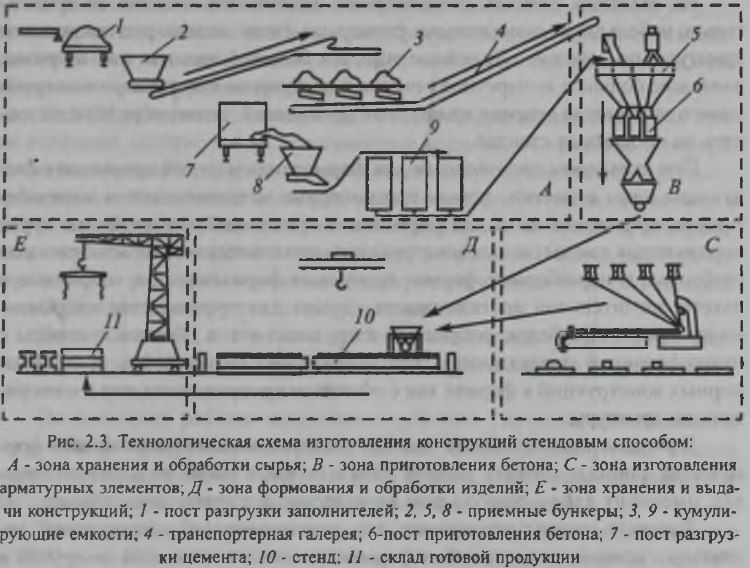 1
2
3
4
5
6
7
8
9
A
B
E
Д
C
10
11
Рис. 2.3. Технологическая схема изготовления конструкций стендовым способом:
А - зона хранения и обработки сырья; В - зона приготовления бетона; С - зона изготовления
арматурных элементов; Д - зона формования и обработки изделий; Е - зона хранения и выда-
чи конструкций; 1 - пост разгрузки заполнителей; 2, 5, 8 - приемные бункеры; 3, 9 - кумули-
рующие емкости; 4 - транспортерная галерея; 6-пост приготовления бетона; 7 - пост разгруз-
ки цемента; 10 - стенд; 11 - склад готовой продукции